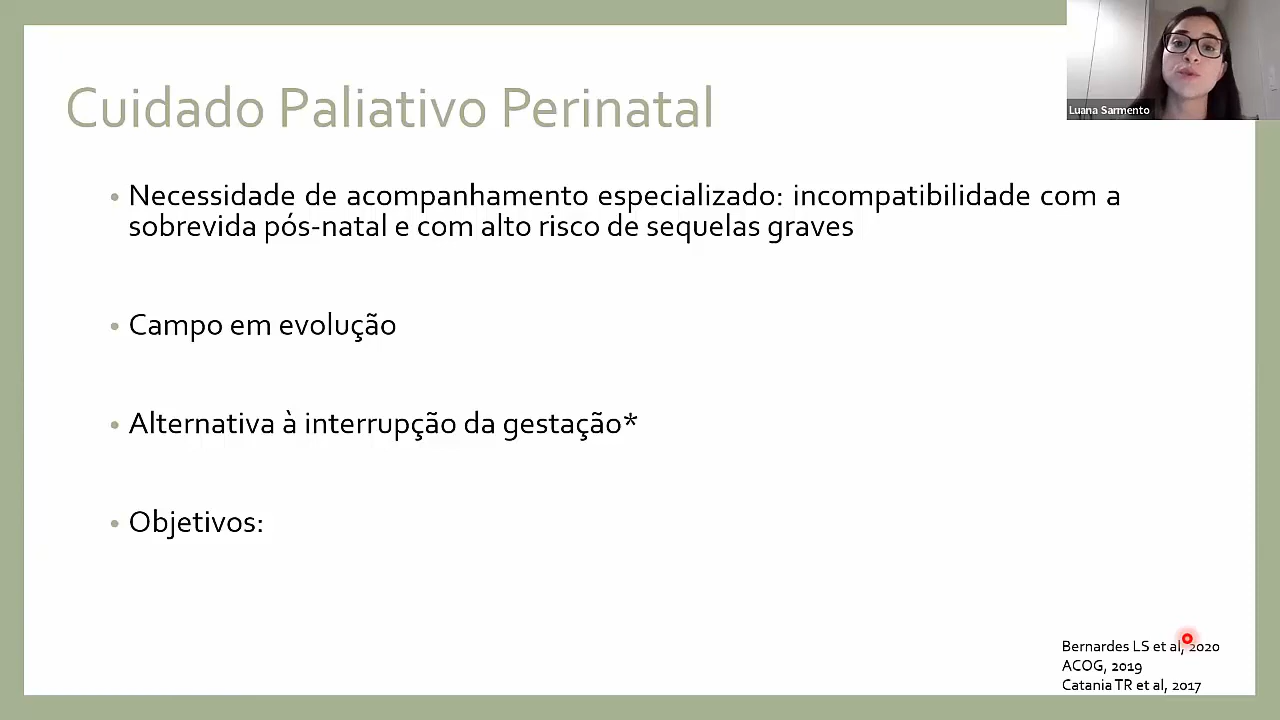 Cuidado Paliativo Perinatal
Luana Sarmento
• Necessidade de acompanhamento especializado: incompatibilidade com a
sobrevida pós-natal e com alto risco de sequelas graves
• Campo em evolução
• Alternativa à interrupção da gestação*
• Objetivos:
Bernardes LS et al, 2020
ACOG, 2019
Catania TR et al, 2017